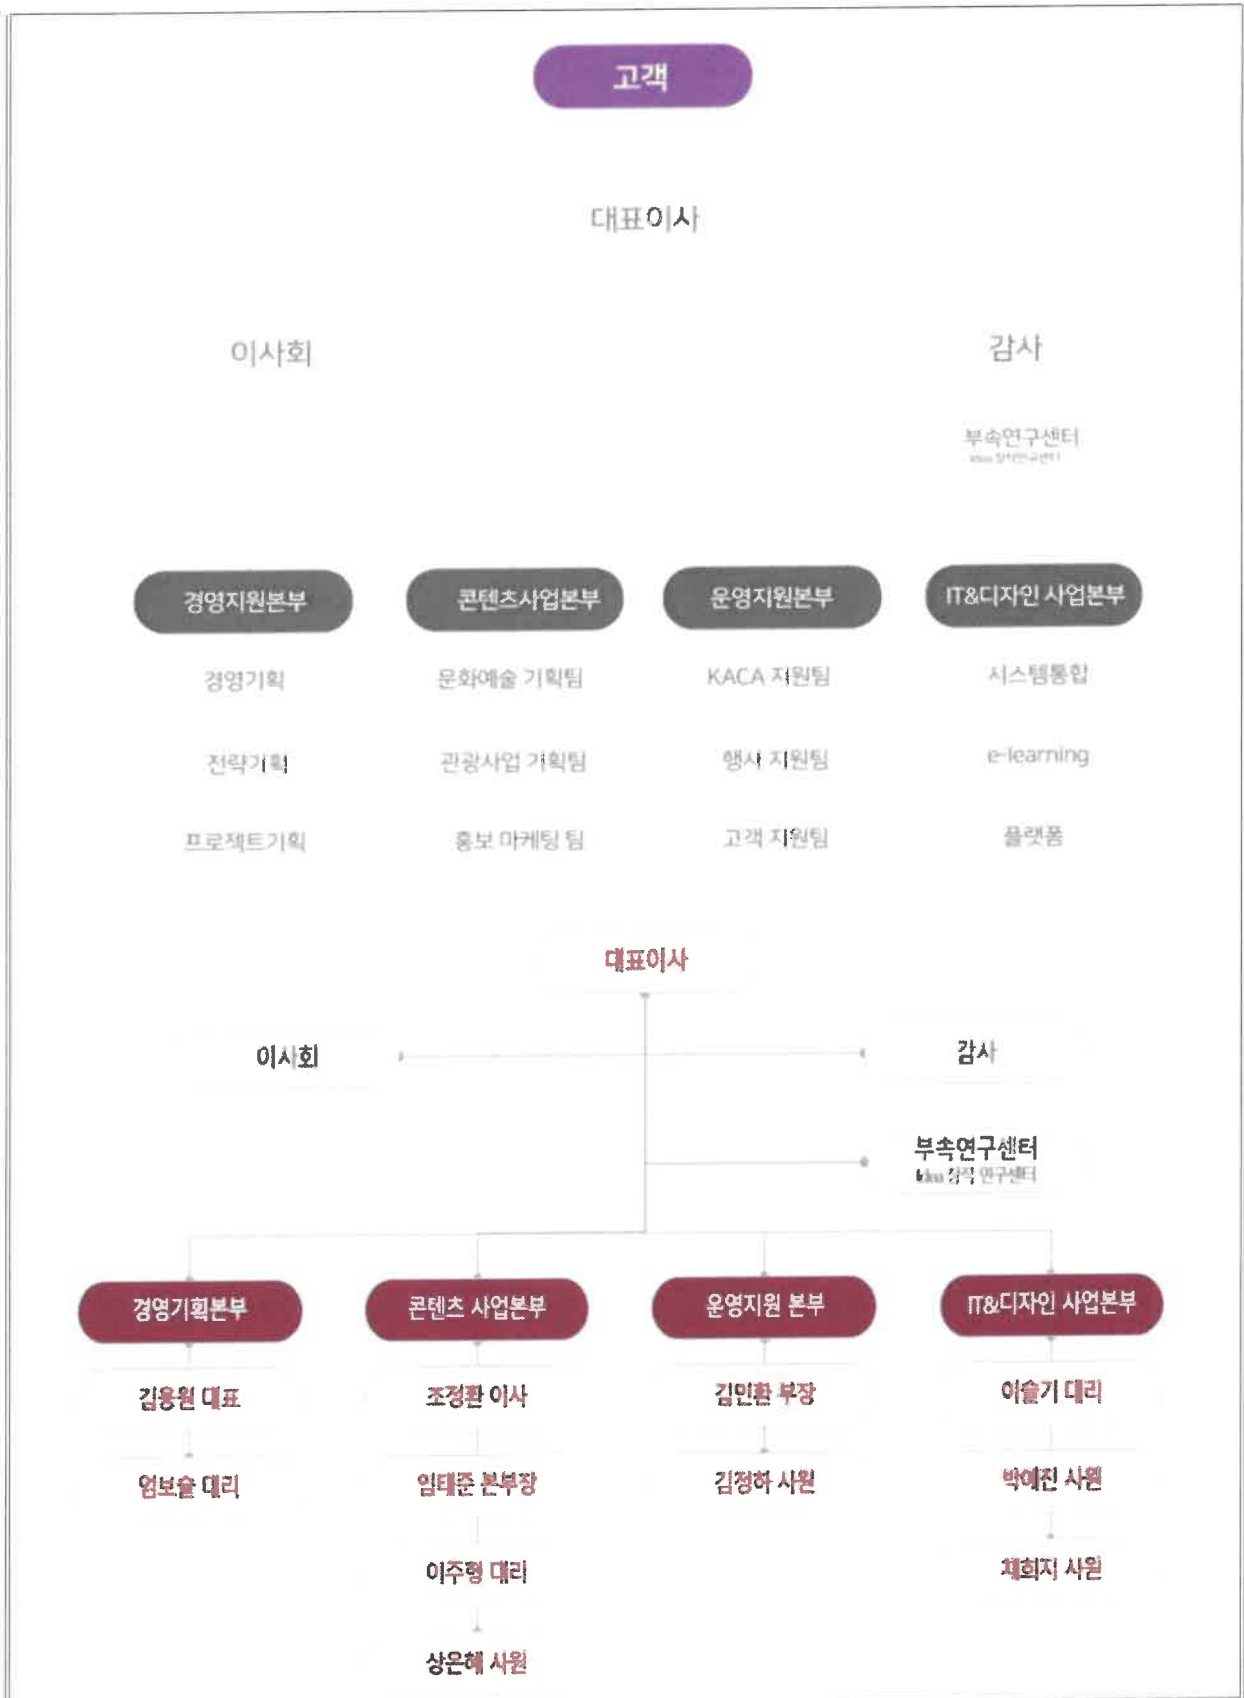 고객
대표이사
이사회
감사
부속연구센터
경영지원본부 콘텐츠사업본부 운영지원본부 IT&디자인 사업본부
경영기획 문화예술 기획팀 KACA 지원팀 시스템통합
전략기획 관광사업 기획팀 행사 지원팀 e-learning
프로젝트기획 홍보 마케팅 팀 고객 지원팀 플랫폼
대표이사
이사회 감사
부속연구센터
Idea 창작 연구센터
경영기획본부 콘텐츠 사업본부 운영지원 본부 IT&디자인 사업본부
김용원 대표 조정환 이사 김민환 부장 이슬기 대리
엄보슬 대리 임태준 본부장 김정하 사원 박예진 사원
이주형 대리 채희지 사원
상은혜 사원